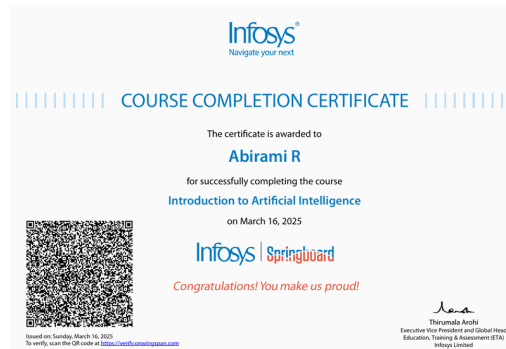 Infosys®
Navigate your next
COURSE COMPLETION CERTIFICATE
The certificate is awarded to
Abirami R
for successfully completing the course
Introduction to Artificial Intelligence
on March 16, 2025
Infosys | Springboard
Congratulations! You make us proud!
Issued on: Sunday, March 16, 2025
To verify, scan the QR code at https://verify.onwingspan.com
Thirumala Arohi
Executive Vice President and Global Head
Education, Training & Assessment (ETA)
Infosys Limited